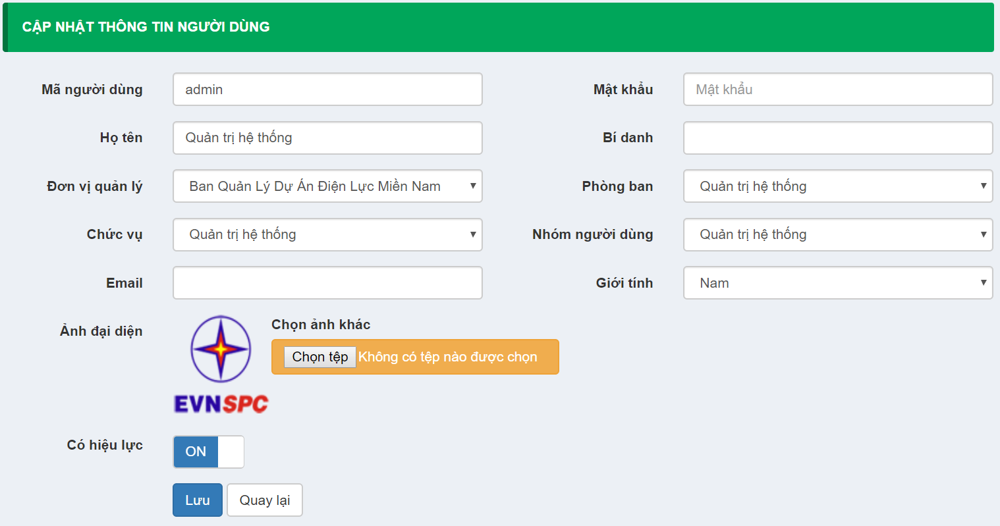 CẬP NHẬT THÔNG TIN NGƯỜI DÙNG
Mã người dùng admin Mật khẩu Mật khẩu
Họ tên Quản trị hệ thống Bí danh
Đơn vị quản lý Ban Quản Lý Dự Án Điện Lực Miền Nam Phòng ban Quản trị hệ thống
Chức vụ Quản trị hệ thống Nhóm người dùng Quản trị hệ thống
Email Giới tính Nam
Ảnh đại diện Chọn ảnh khác
Chọn tệp Không có tệp nào được chọn
EVNSPC
Có hiệu lực ON
Lưu Quay lại